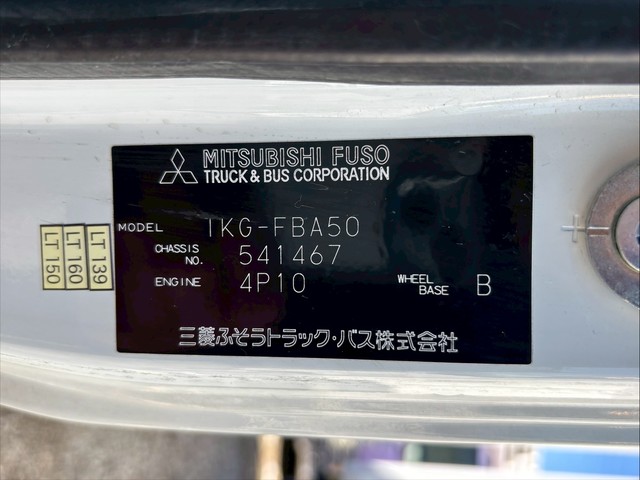 MITSUBISHI FUSO
TRUCK & BUS CORPORATION
MODEL 1KG-FBA50
CHASSIS NO. 541467
ENGINE 4P10 WHEEL BASE B
三菱ふそうトラック・バス株式会社
LT 150
LT 160
LT 139